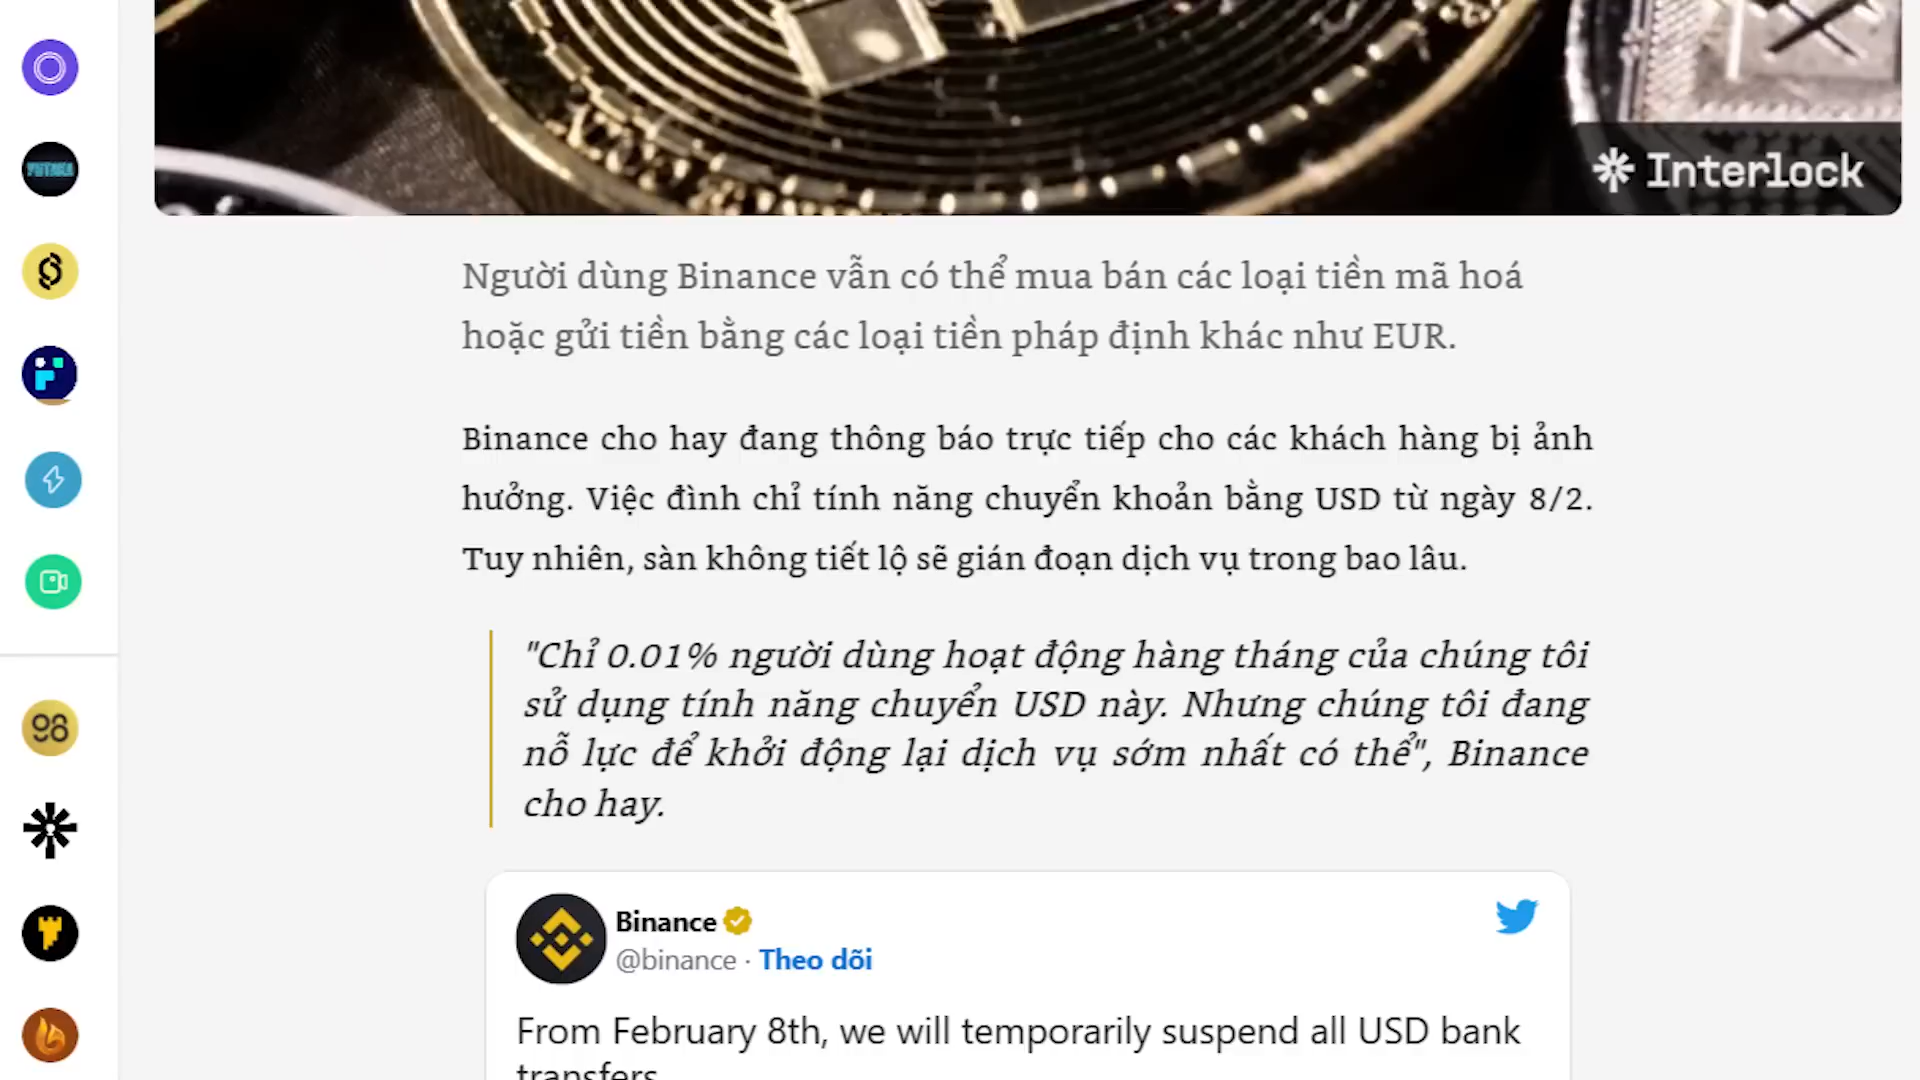 Interlock
Người dùng Binance vẫn có thể mua bán các loại tiền mã hoá
hoặc gửi tiền bằng các loại tiền pháp định khác như EUR.
Binance cho hay đang thông báo trực tiếp cho các khách hàng bị ảnh
hưởng. Việc đình chỉ tính năng chuyển khoản bằng USD từ ngày 8/2.
Tuy nhiên, sàn không tiết lộ sẽ gián đoạn dịch vụ trong bao lâu.
"Chỉ 0.01% người dùng hoạt động hàng tháng của chúng tôi
sử dụng tính năng chuyển USD này. Nhưng chúng tôi đang
nỗ lực để khởi động lại dịch vụ sớm nhất có thể", Binance
cho hay.
Binance
@binance · Theo dõi
From February 8th, we will temporarily suspend all USD bank
transfers
98